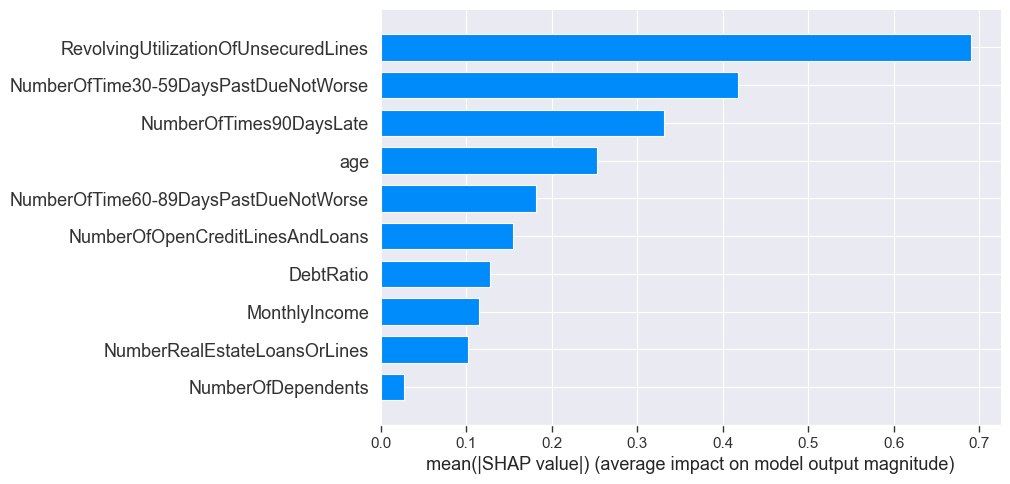 RevolvingUtilizationOfUnsecuredLines
NumberOfTime30-59DaysPastDueNotWorse
NumberOfTimes90DaysLate
age
NumberOfTime60-89DaysPastDueNotWorse
NumberOfOpenCreditLinesAndLoans
DebtRatio
MonthlyIncome
NumberRealEstateLoansOrLines
NumberOfDependents
0.0 0.1 0.2 0.3 0.4 0.5 0.6 0.7
mean(|SHAP value|) (average impact on model output magnitude)